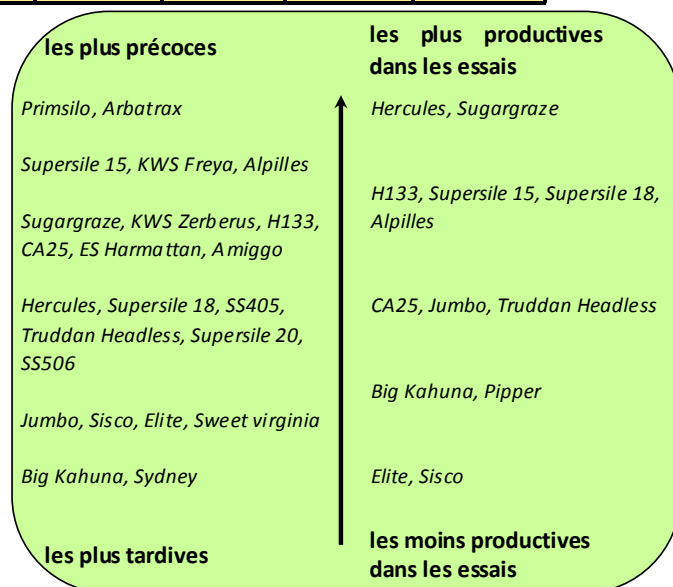 les plus précoces
Primsilo, Arbatrax
Supersile 15, KWS Freya, Alpilles
Sugargraze, KWS Zerberus, H133,
CA25, ES Harmattan, Amiggo
Hercules, Supersile 18, SS405,
Truddan Headless, Supersile 20,
SS506
Jumbo, Sisco, Elite, Sweet virginia
Big Kahuna, Sydney
les plus tardives
les plus productives
dans les essais
Hercules, Sugargraze
H133, Supersile 15, Supersile 18,
Alpilles
CA25, Jumbo, Truddan Headless
Big Kahuna, Pipper
Elite, Sisco
les moins productives
dans les essais